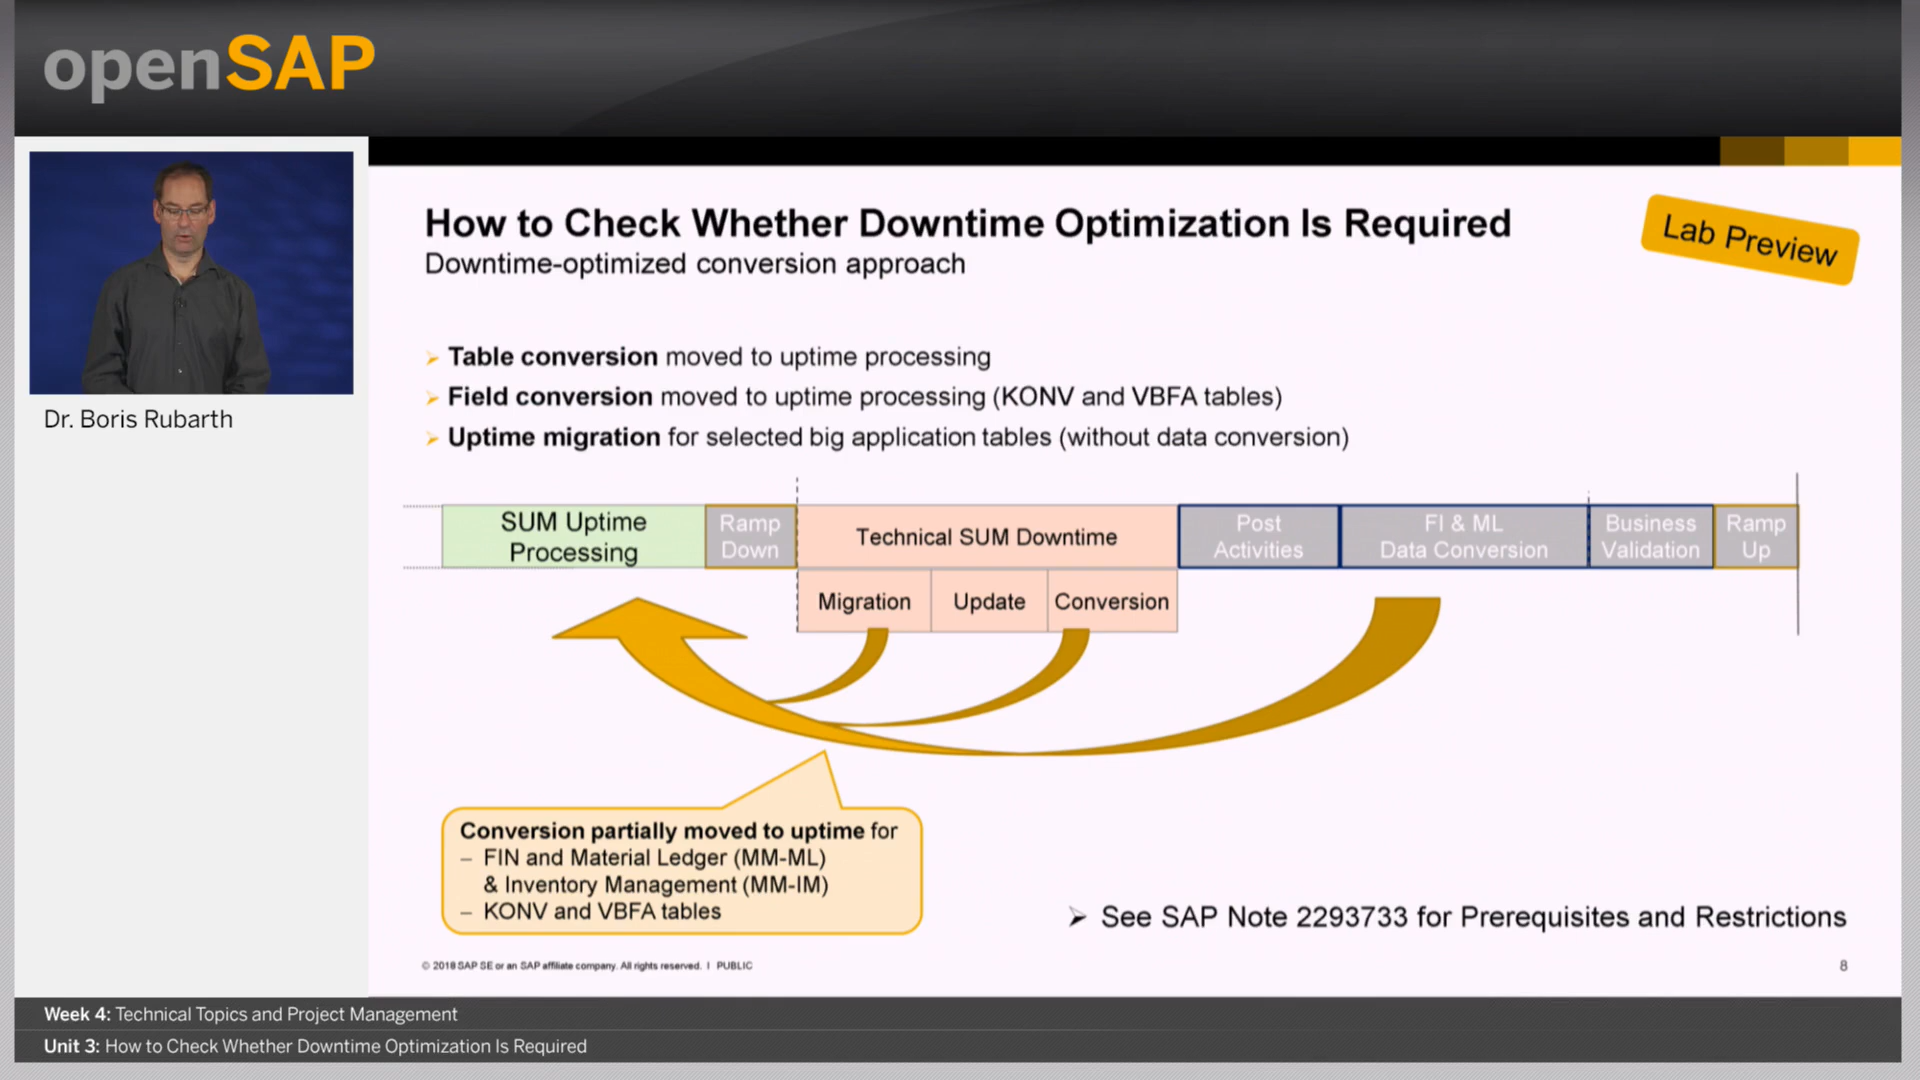 openSAP
Dr. Boris Rubarth
How to Check Whether Downtime Optimization Is Required
Downtime-optimized conversion approach
Lab Preview
➢ Table conversion moved to uptime processing
➢ Field conversion moved to uptime processing (KONV and VBFA tables)
➢ Uptime migration for selected big application tables (without data conversion)
SUM Uptime
Processing
Ramp
Down
Technical SUM Downtime
Post
Activities
FI & ML
Data Conversion
Business
Validation
Ramp
Up
Migration
Update
Conversion
Conversion partially moved to uptime for
– FIN and Material Ledger (MM-ML)
& Inventory Management (MM-IM)
– KONV and VBFA tables
➢ See SAP Note 2293733 for Prerequisites and Restrictions
© 2018 SAP SE or an SAP affiliate company. All rights reserved. I PUBLIC
8
Week 4: Technical Topics and Project Management
Unit 3: How to Check Whether Downtime Optimization Is Required